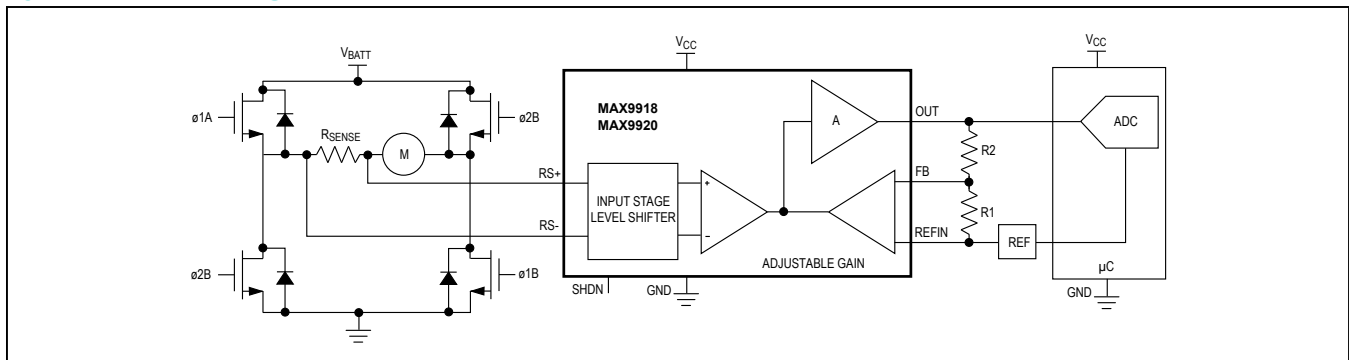 VBATT
ø1A
ø2B
RSENSE
M
ø2B
ø1B
VCC
MAX9918
MAX9920
RS+
RS-
INPUT STAGE
LEVEL SHIFTER
+
−
A
ADJUSTABLE GAIN
OUT
FB
REFIN
SHDN
GND
R2
R1
REF
VCC
ADC
µC
GND